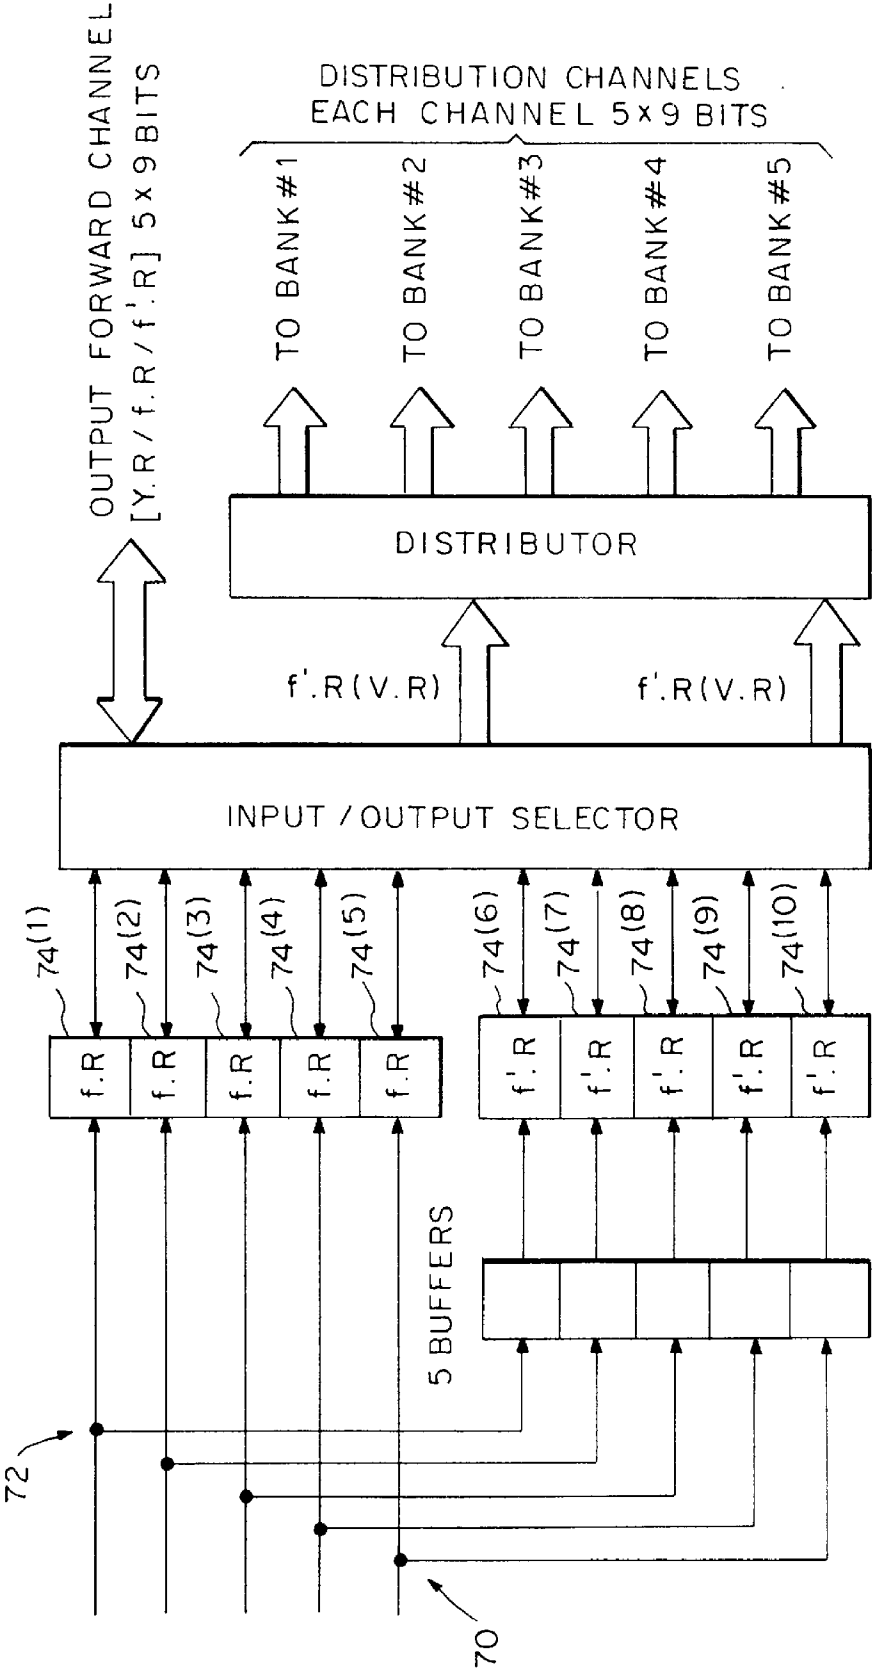 OUTPUT FORWARD CHANNEL
[Y.R/f.R/f'.R] 5×9 BITS
DISTRIBUTION CHANNELS
EACH CHANNEL 5×9 BITS
TO BANK#1
TO BANK#2
TO BANK#3
TO BANK#4
TO BANK#5
DISTRIBUTOR
f'.R(V.R)
f'.R(V.R)
INPUT/OUTPUT SELECTOR
74(1)
74(2)
74(3)
74(4)
74(5)
74(6)
74(7)
74(8)
74(9)
74(10)
f.R
f.R
f.R
f.R
f.R
f'.R
f'.R
f'.R
f'.R
f'.R
5 BUFFERS
72
70